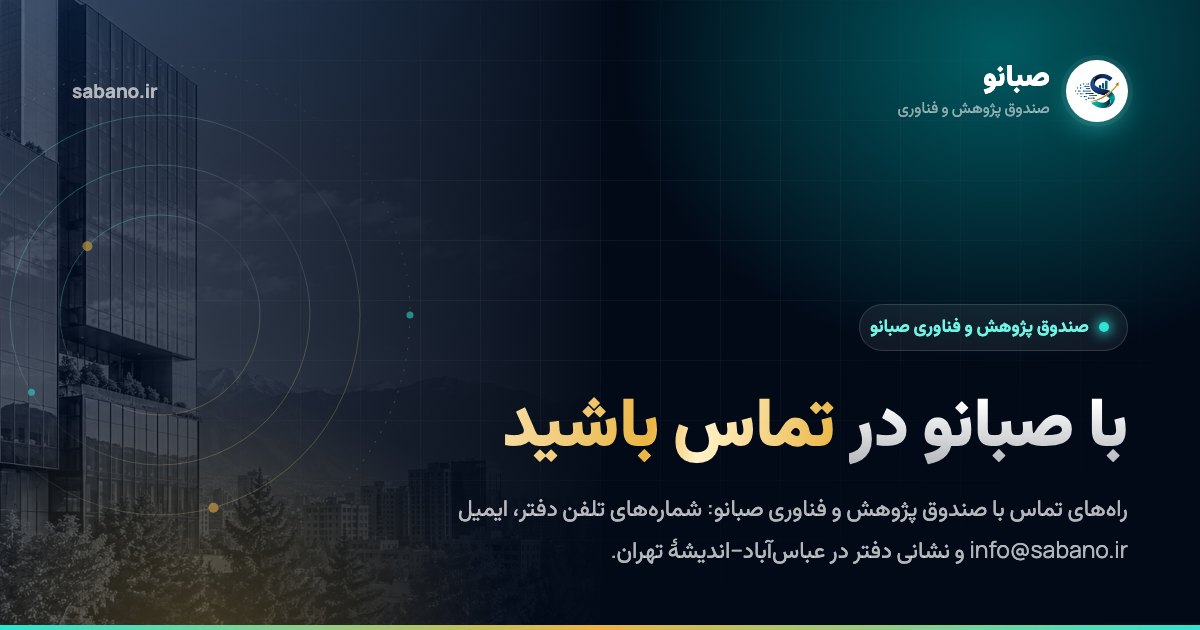 صبانو
صندوق پژوهش و فناوری
sabano.ir
صندوق پژوهش و فناوری صبانو
با صبانو در تماس باشید
راه‌های تماس با صندوق پژوهش و فناوری صبانو: شماره‌های تلفن دفتر، ایمیل
info@sabano.ir و نشانی دفتر در عباس‌آباد–اندیشهٔ تهران.